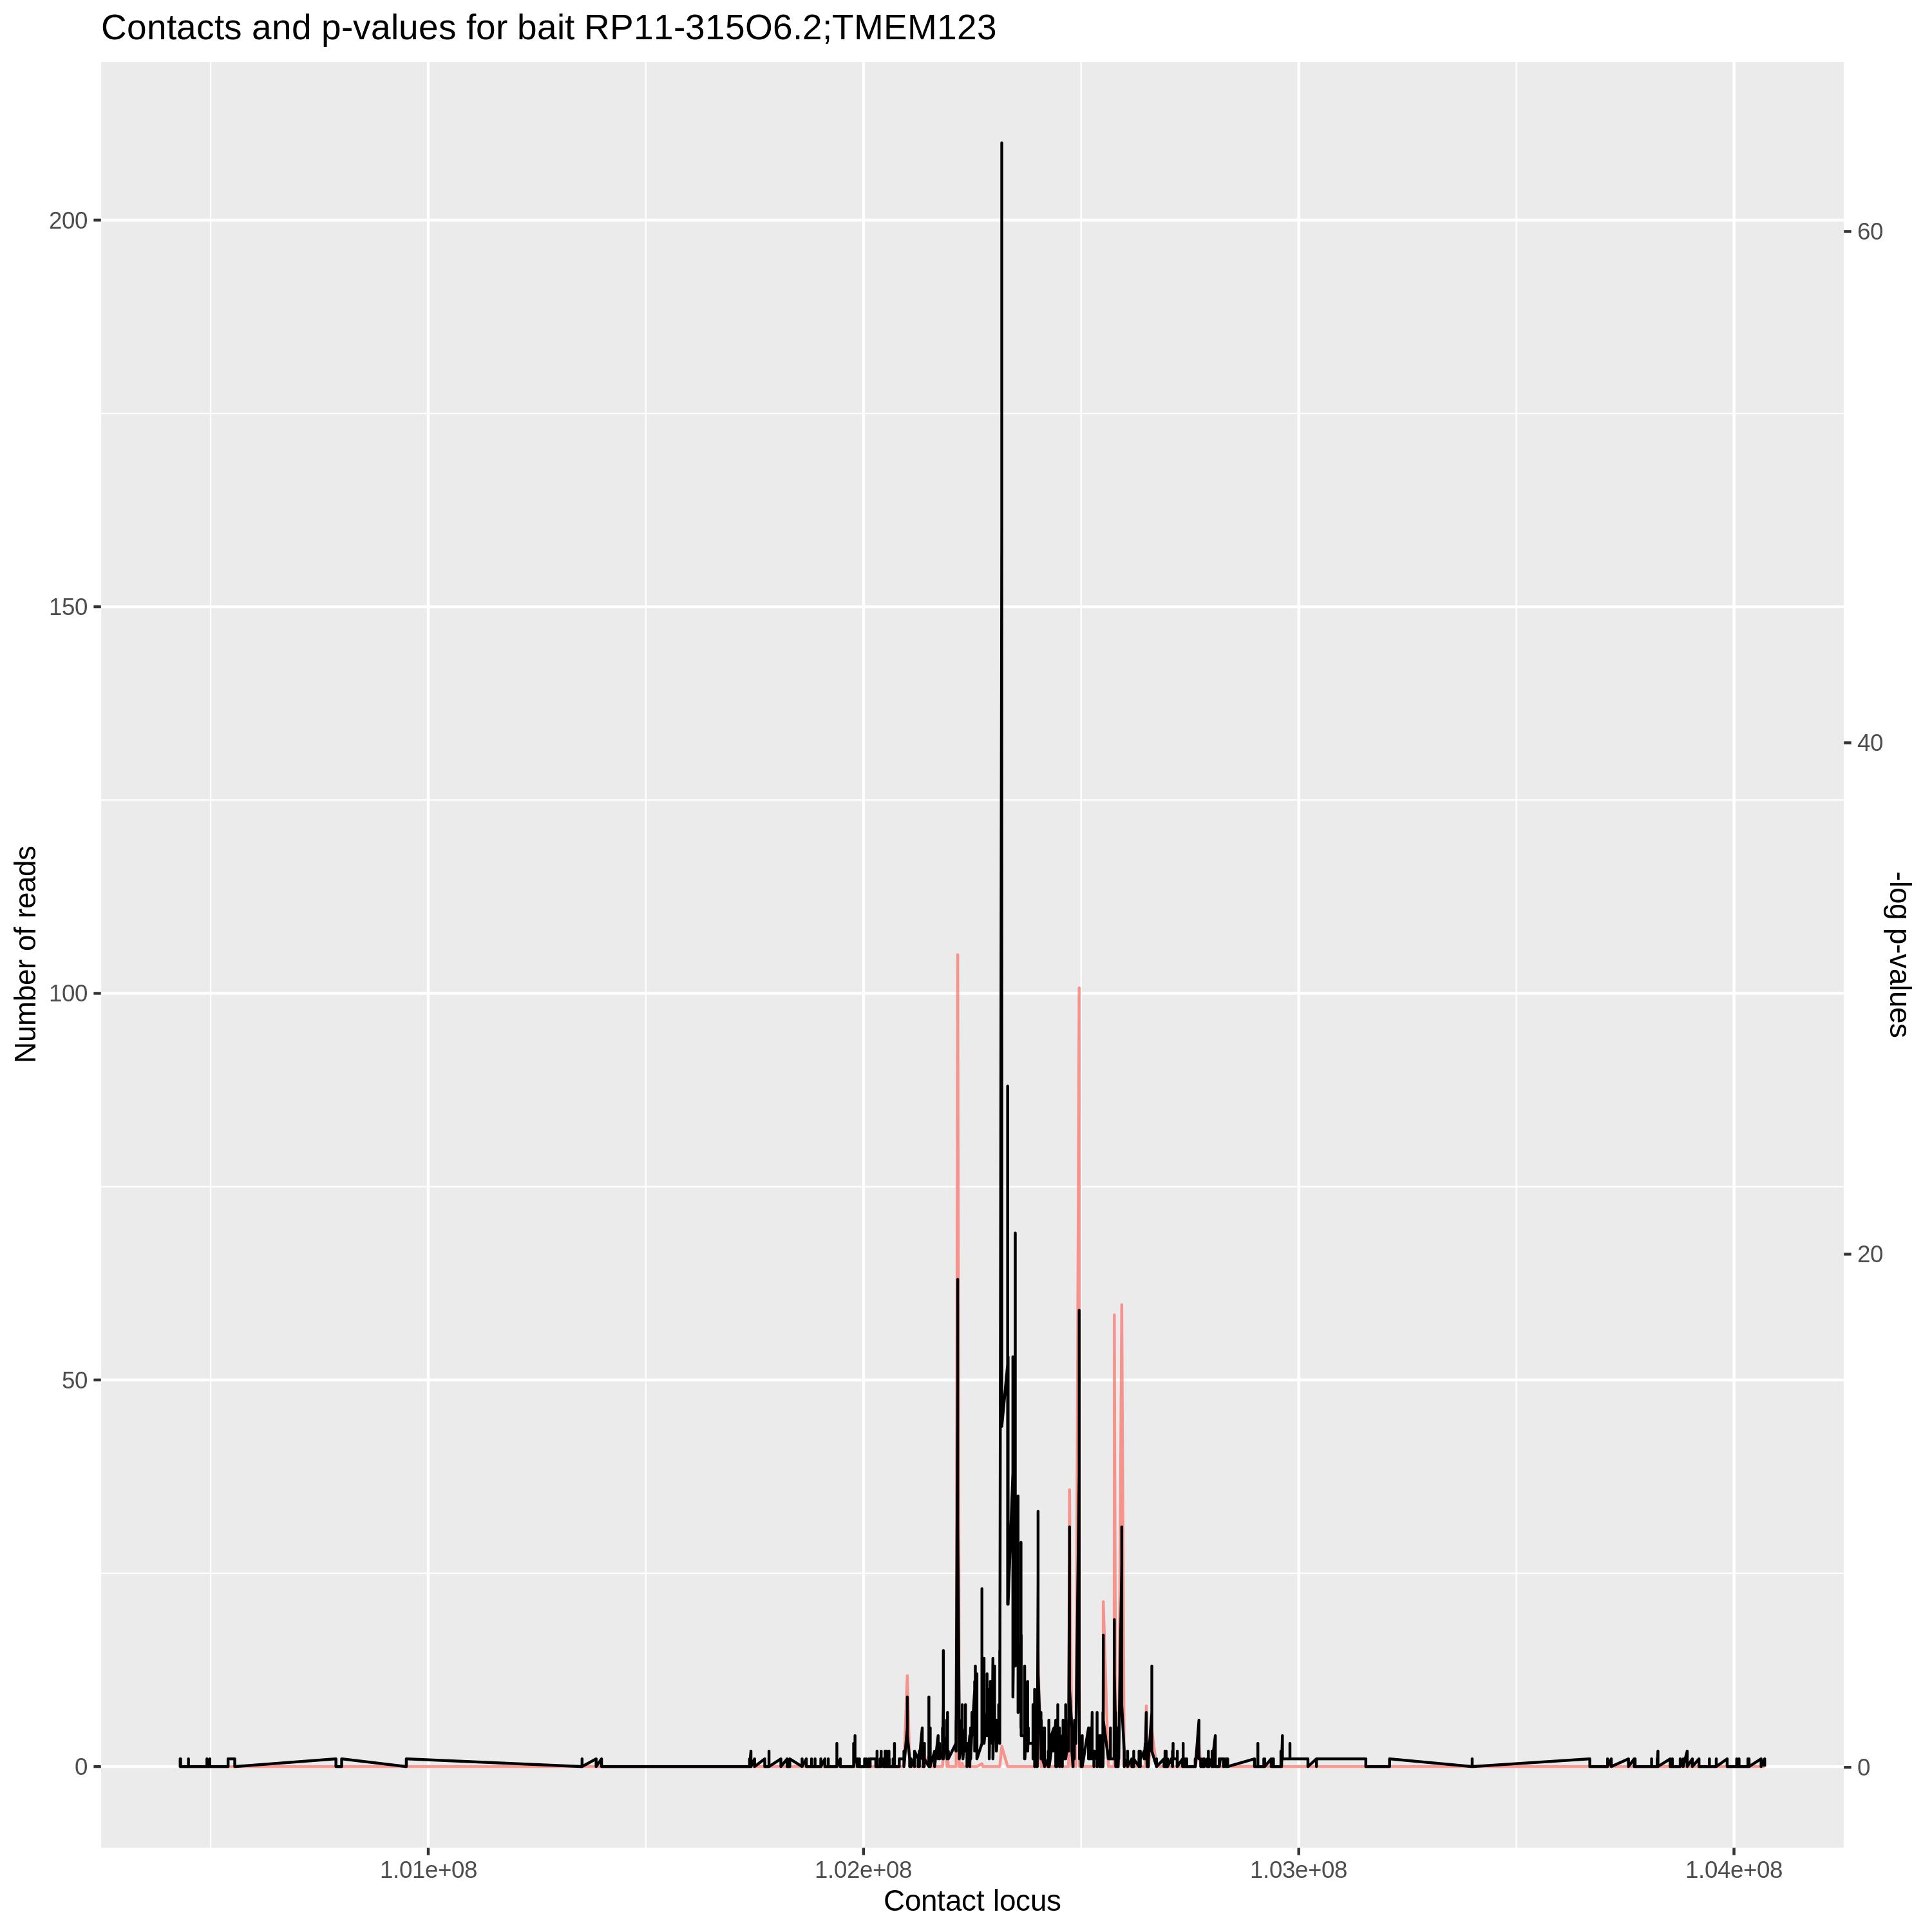 Contacts and p-values for bait RP11-315O6.2;TMEM123
200
150
100
50
0
Number of reads
60
40
20
0
-log p-values
1.01e+08
1.02e+08
1.03e+08
1.04e+08
Contact locus